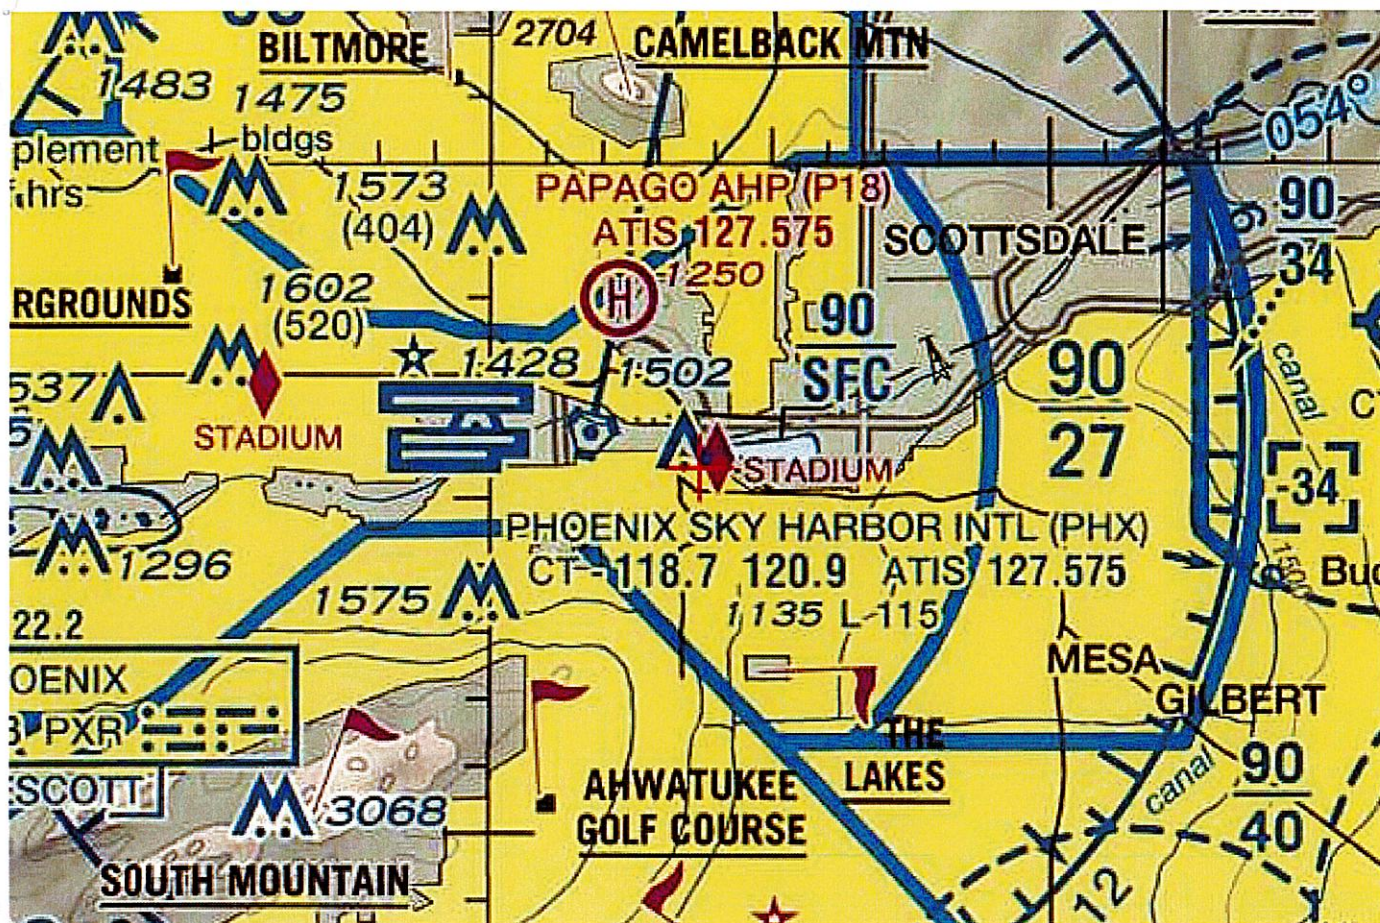 BILTMORE
2704
CAMELBACK MTN
1483
1475
bldgs
054°
plement
hrs
1573
(404)
PAPAGO AHP (P18)
ATIS 127.575
1250
SCOTTSDALE
90
34
RGROUNDS
1602
(520)
H
90
SFC
90
27
1428
1502
537
STADIUM
STADIUM
canal
-34
PHOENIX SKY HARBOR INTL (PHX)
CT - 118.7 120.9 ATIS 127.575
1135 L 115
1296
1575
1500
22.2
OENIX
PXR
ESCOTT
MESA
GILBERT
THE
LAKES
canal
90
40
AHWATUKEE
GOLF COURSE
3068
SOUTH MOUNTAIN
12